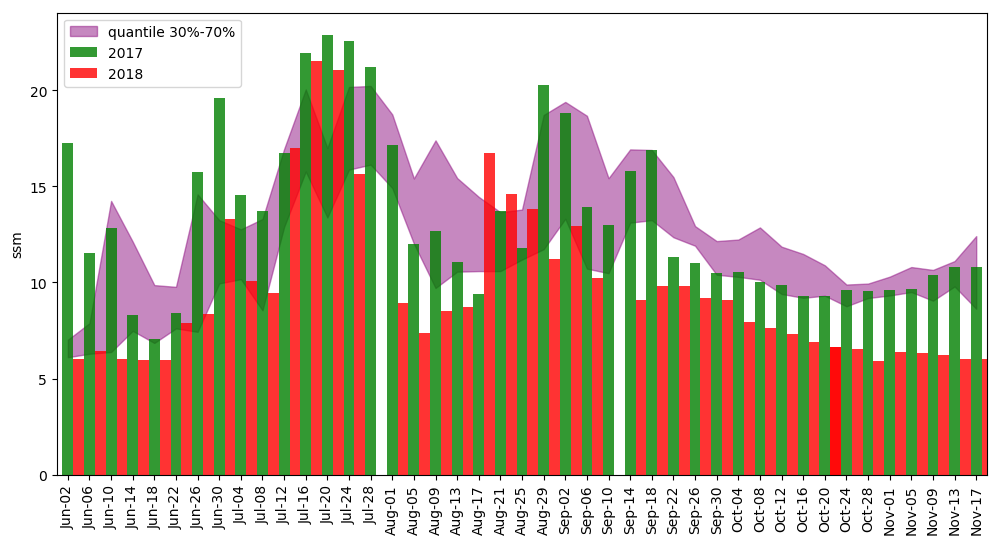 quantile 30%-70%
2017
2018
ssm
20
15
10
5
0
Jun-02
Jun-06
Jun-10
Jun-14
Jun-18
Jun-22
Jun-26
Jun-30
Jul-04
Jul-08
Jul-12
Jul-16
Jul-20
Jul-24
Jul-28
Aug-01
Aug-05
Aug-09
Aug-13
Aug-17
Aug-21
Aug-25
Aug-29
Sep-02
Sep-06
Sep-10
Sep-14
Sep-18
Sep-22
Sep-26
Sep-30
Oct-04
Oct-08
Oct-12
Oct-16
Oct-20
Oct-24
Oct-28
Nov-01
Nov-05
Nov-09
Nov-13
Nov-17